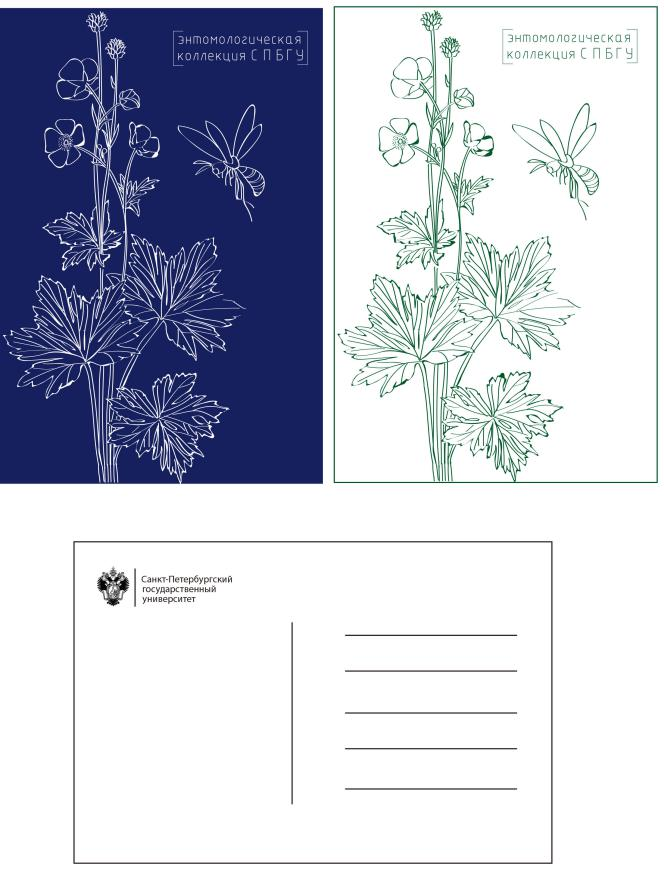 энтомологическая
коллекция СПБГУ
энтомологическая
коллекция СПБГУ
Санкт-Петербургский
государственный
университет